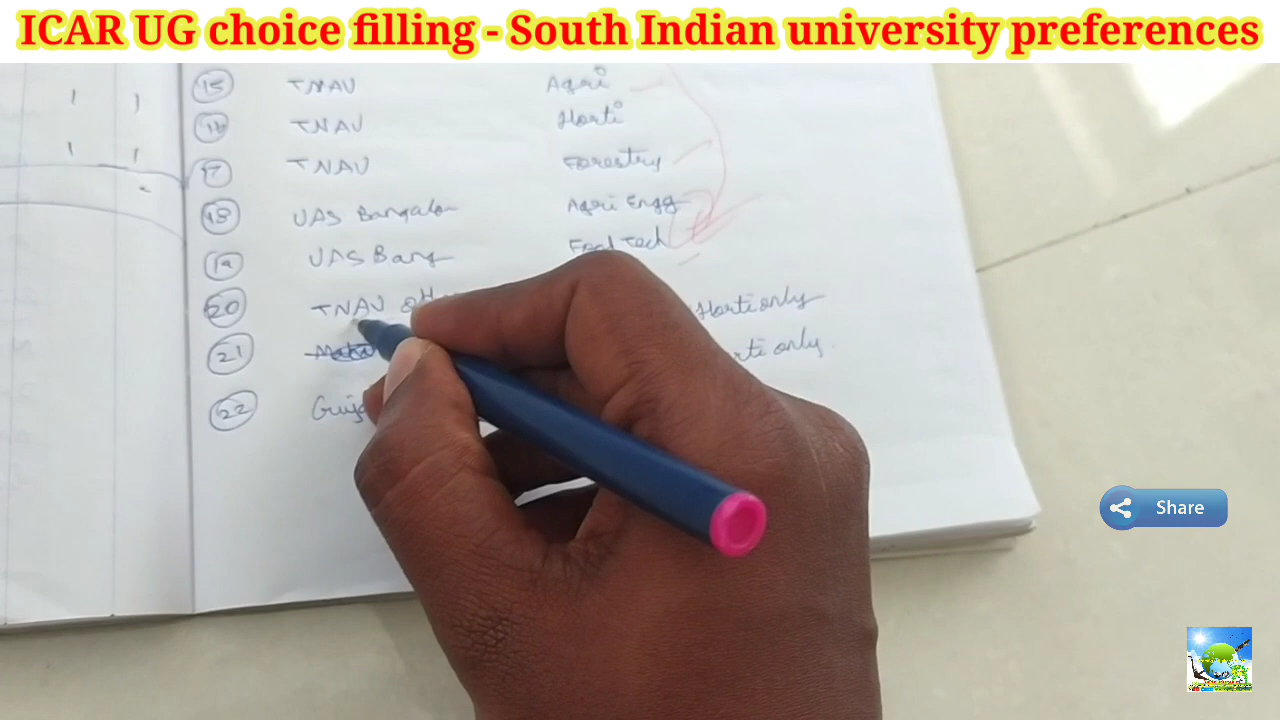 ICAR UG choice filling - South Indian university preferences
15 TNAU Agri
16 TNAU Horti
17 TNAU Forestry
18 UAS Bangalore Agri Engg
19 UAS Bang Food Tech
20 TNAU Horti only
21 only.
22
Share